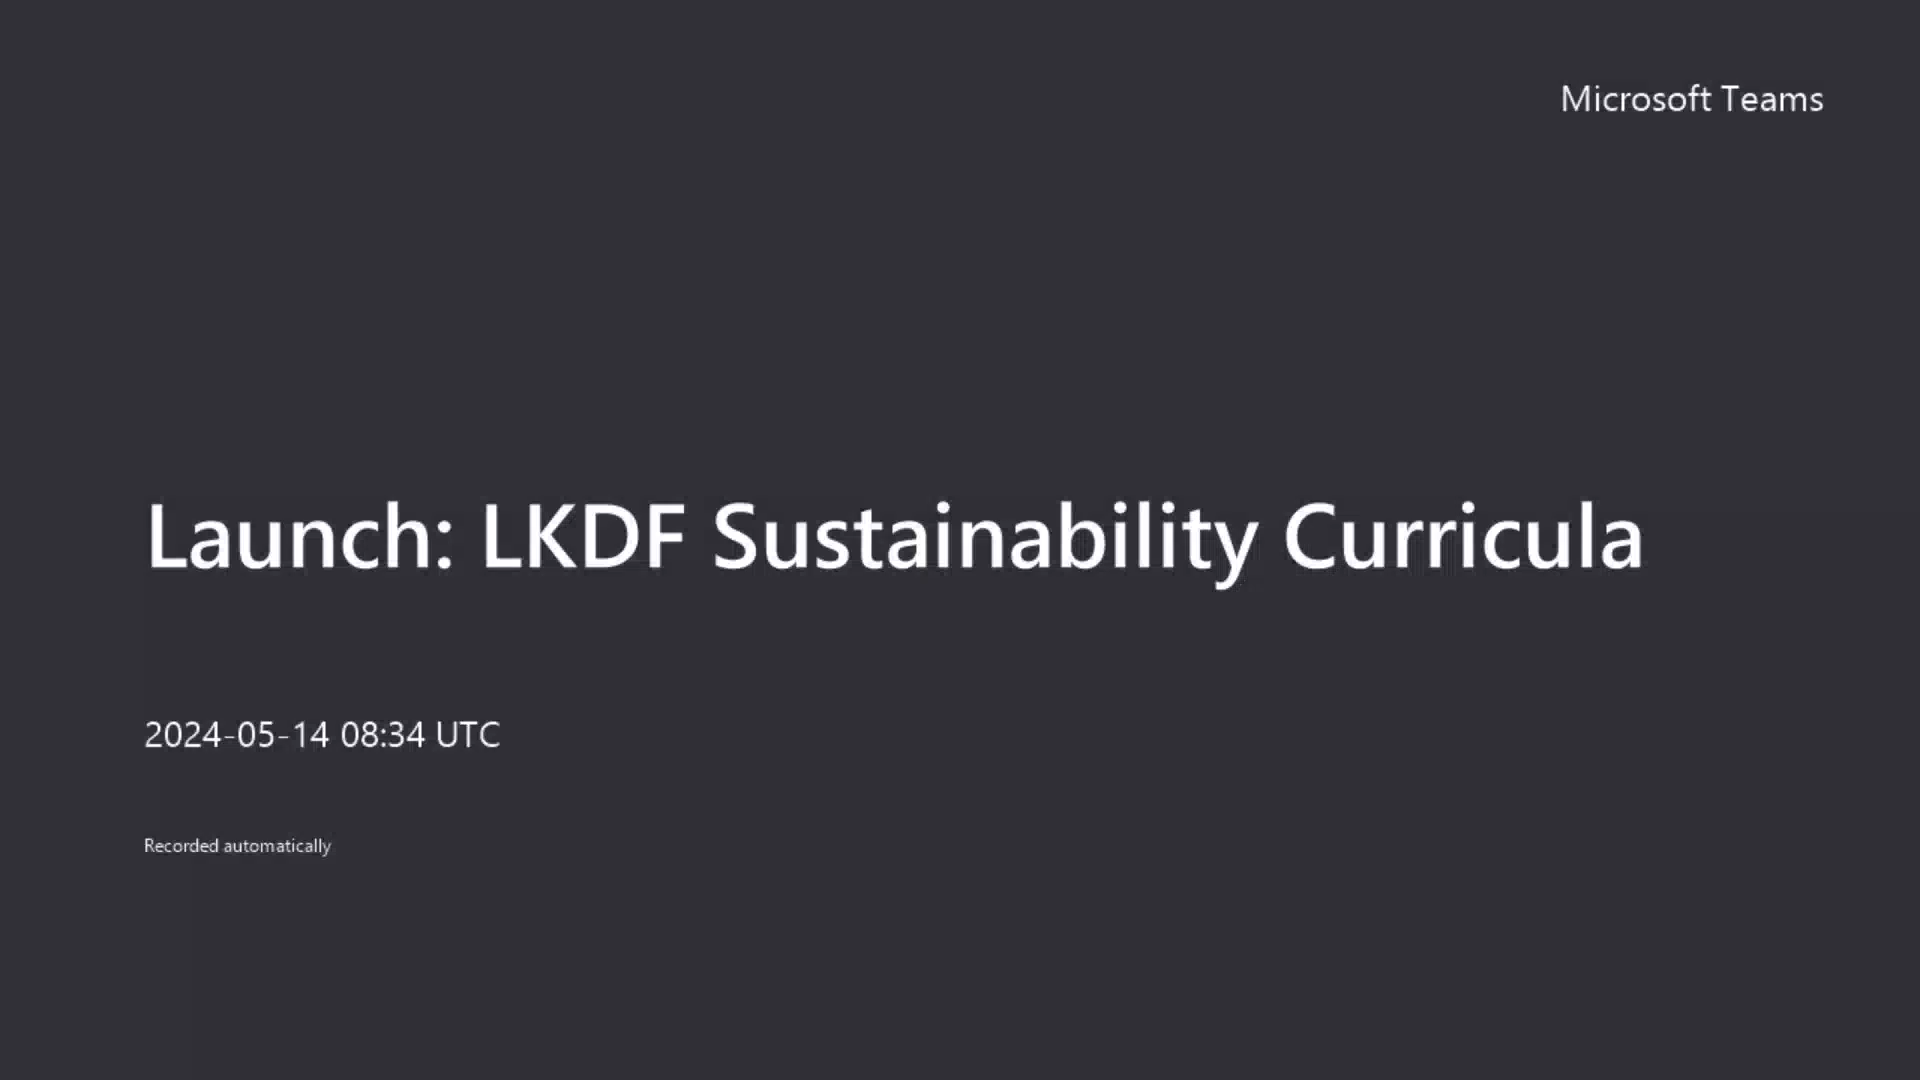 Microsoft Teams
Launch: LKDF Sustainability Curricula
2024-05-14 08:34 UTC
Recorded automatically